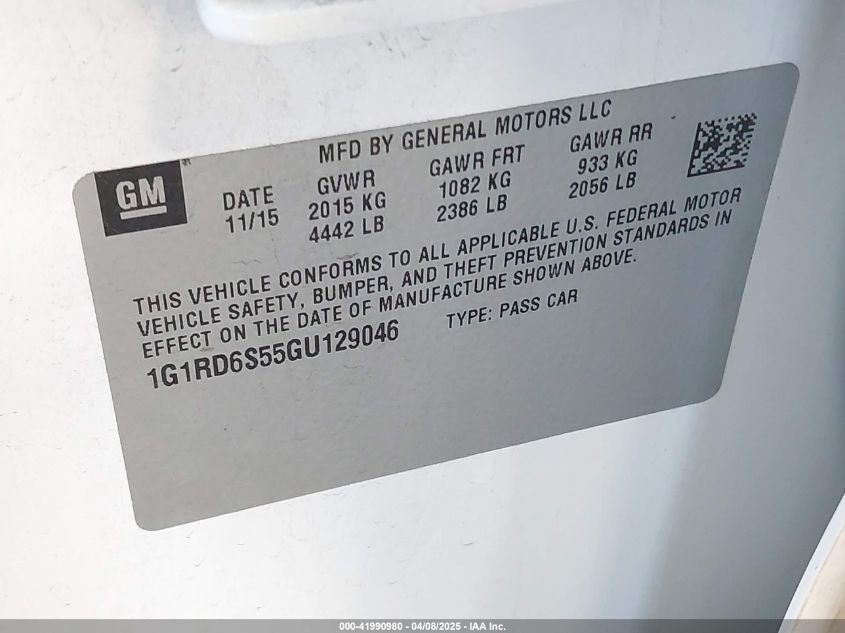 MFD BY GENERAL MOTORS LLC
GM
DATE GVWR GAWR FRT GAWR RR
11/15 2015 KG 1082 KG 933 KG
4442 LB 2386 LB 2056 LB
THIS VEHICLE CONFORMS TO ALL APPLICABLE U.S. FEDERAL MOTOR
VEHICLE SAFETY, BUMPER, AND THEFT PREVENTION STANDARDS IN
EFFECT ON THE DATE OF MANUFACTURE SHOWN ABOVE.
1G1RD6S55GU129046 TYPE: PASS CAR
000-41990980 - 04/08/2025 - IAA Inc.